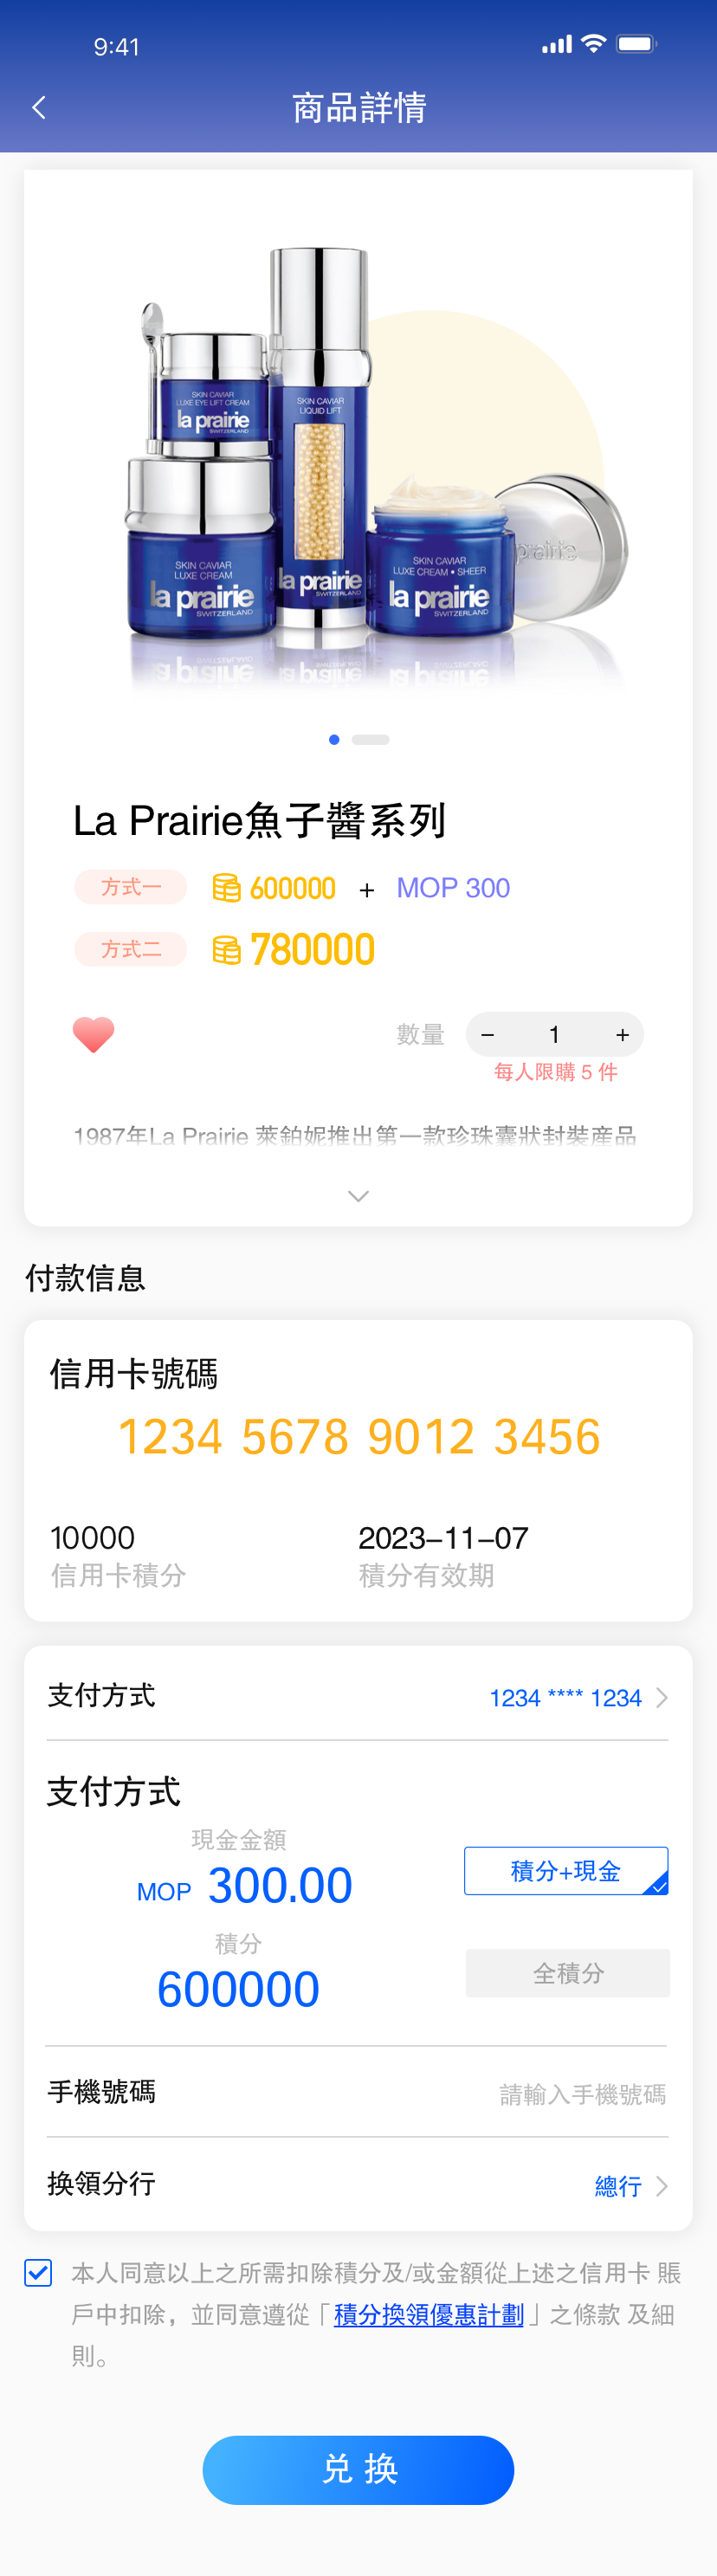 9:41
商品詳情
SKIN CAVIAR
LUXE EYE LIFT CREAM
la prairie
SWITZERLAND
SKIN CAVIAR
LIQUID LIFT
la prairie
SWITZERLAND
SKIN CAVIAR
LUXE CREAM
la prairie
SWITZERLAND
SKIN CAVIAR
LUXE CREAM • SHEER
la prairie
SWITZERLAND
prairie
La Prairie魚子醬系列
方式一 600000 + MOP 300
方式二 780000
數量 − 1 +
每人限購 5 件
1987年La Prairie 萊鉑妮推出第一款珍珠囊狀封裝産品
付款信息
信用卡號碼
1234 5678 9012 3456
10000 2023-11-07
信用卡積分 積分有效期
支付方式 1234 **** 1234
支付方式
現金金額
MOP 300.00 積分+現金
積分
600000 全積分
手機號碼 請輸入手機號碼
换領分行 總行
本人同意以上之所需扣除積分及/或金額從上述之信用卡 賬
戶中扣除，並同意遵從「積分換領優惠計劃」之條款 及細
則。
兑 换